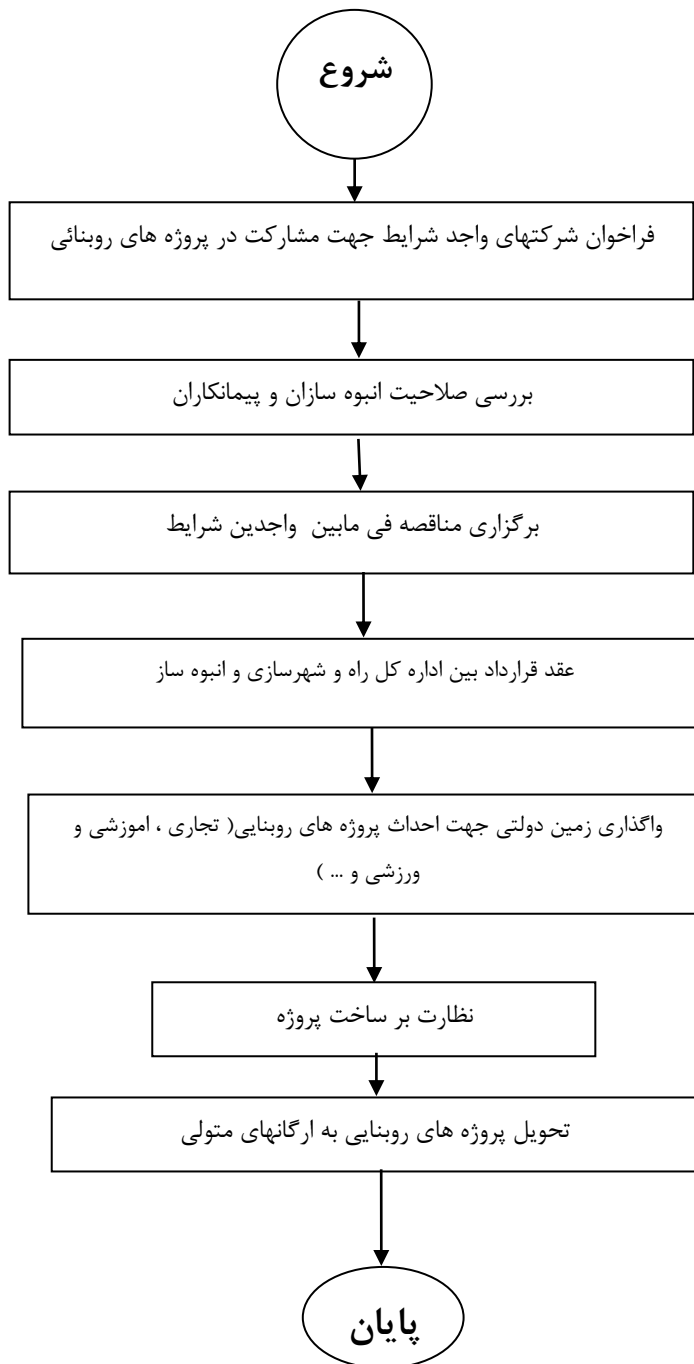 شروع
فراخوان شرکتهای واجد شرایط جهت مشارکت در پروژه های روبنائی
بررسی صلاحیت انبوه سازان و پیمانکاران
برگزاری مناقصه فی مابین واجدین شرایط
عقد قرارداد بین اداره کل راه و شهرسازی و انبوه ساز
واگذاری زمین دولتی جهت احداث پروژه های روبنایی( تجاری ، اموزشی و
ورزشی و ... )
نظارت بر ساخت پروژه
تحویل پروژه های روبنایی به ارگانهای متولی
پایان